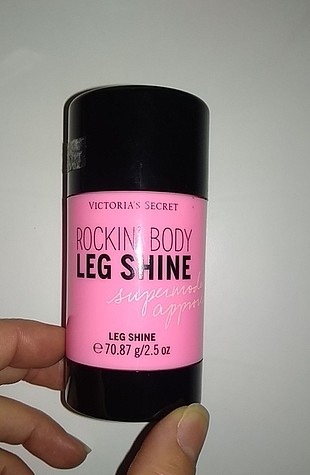 VICTORIA'S SECRET
ROCKIN' BODY
LEG SHINE
LEG SHINE
℮70.87 g/2.5 oz